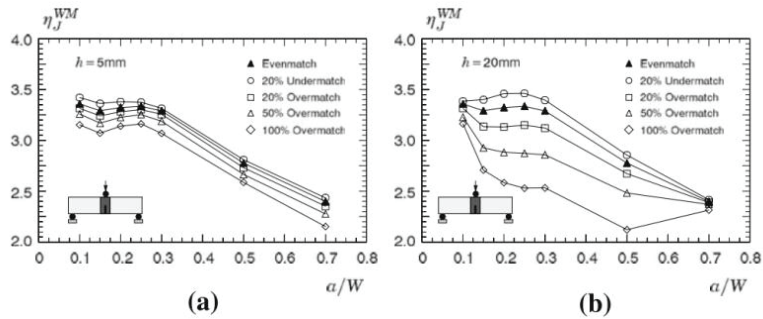 η_J^WM
4.0
3.5
3.0
2.5
2.0
h = 5mm
Evenmatch
20% Undermatch
20% Overmatch
50% Overmatch
100% Overmatch
0 0.1 0.2 0.3 0.4 0.5 0.6 0.7 0.8
a/W
(a)
η_J^WM
4.0
3.5
3.0
2.5
2.0
h = 20mm
Evenmatch
20% Undermatch
20% Overmatch
50% Overmatch
100% Overmatch
0 0.1 0.2 0.3 0.4 0.5 0.6 0.7 0.8
a/W
(b)